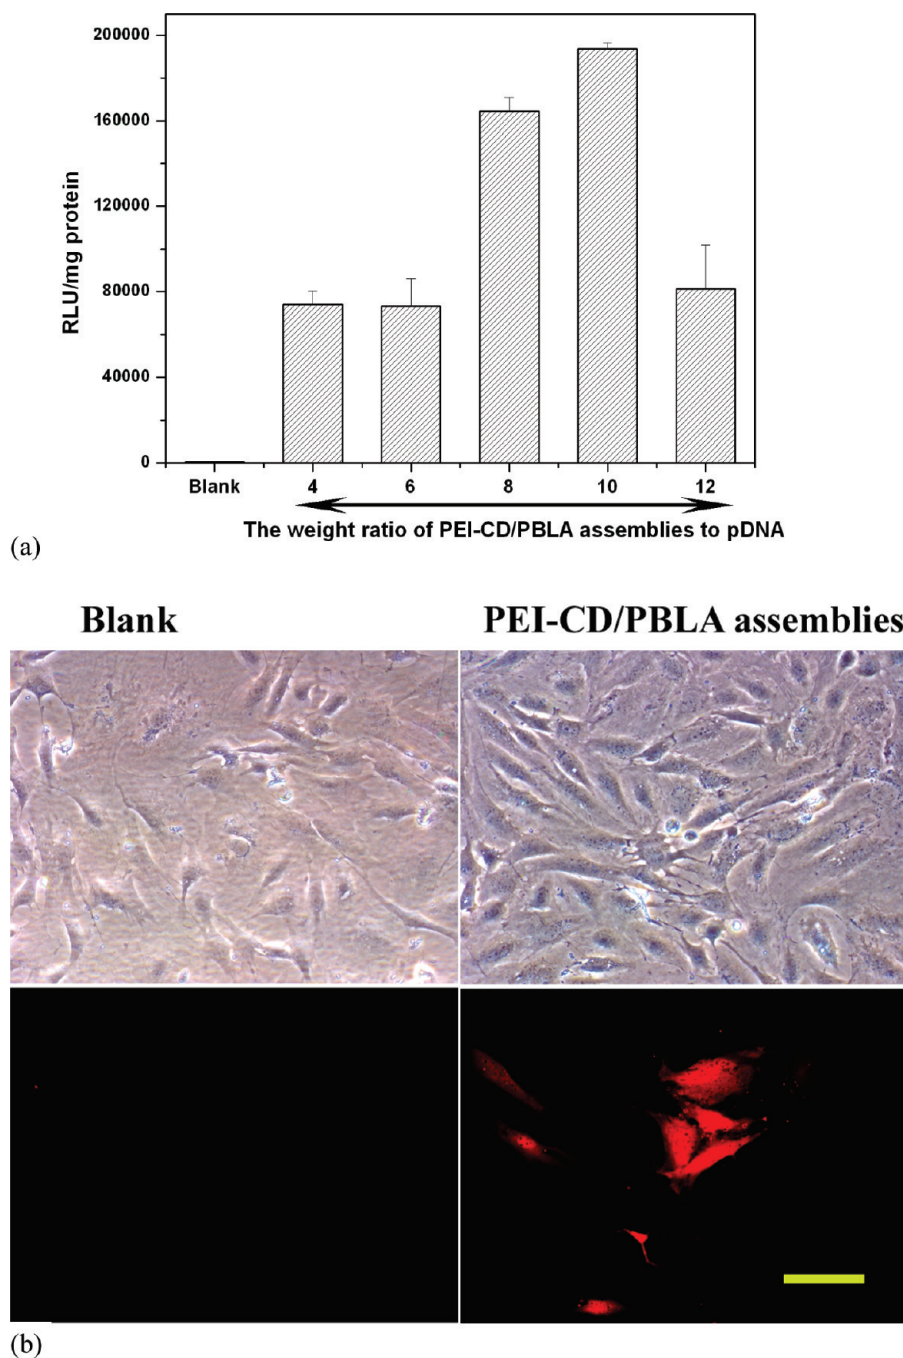 200000
160000
120000
80000
40000
0
RLU/mg protein
Blank 4 6 8 10 12
The weight ratio of PEI-CD/PBLA assemblies to pDNA
(a)
Blank PEI-CD/PBLA assemblies
(b)